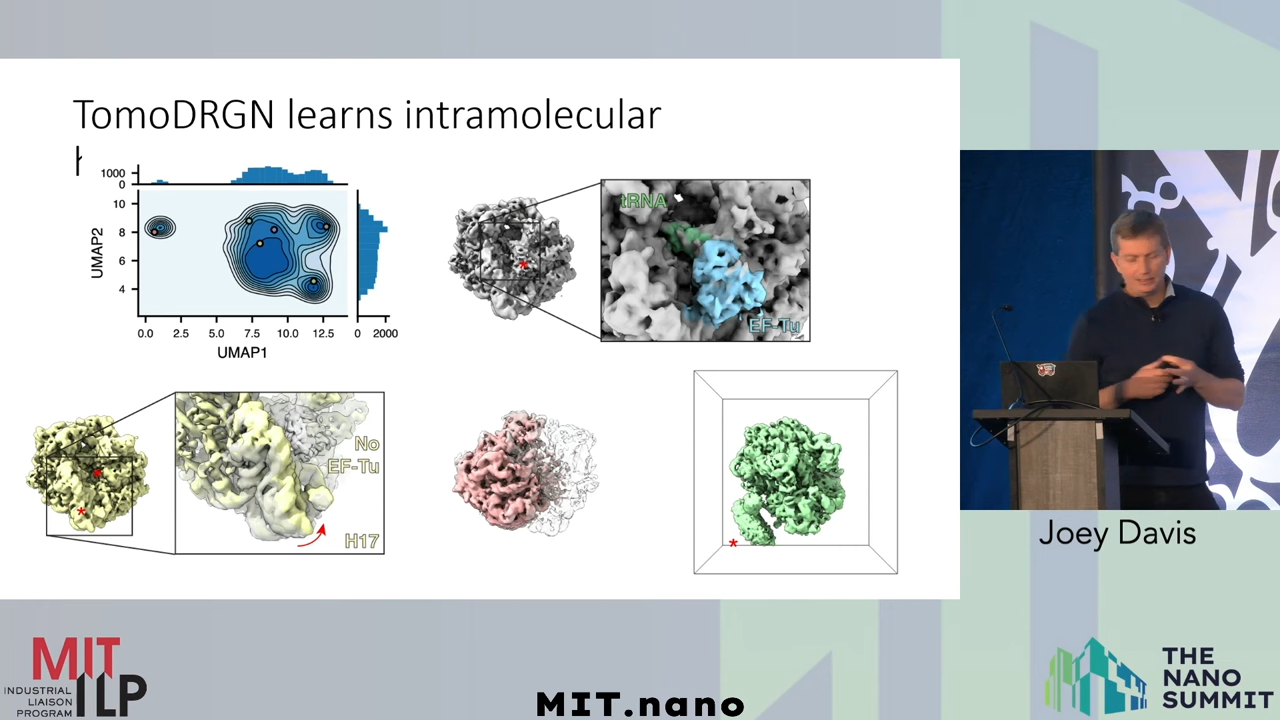 TomoDRGN learns intramolecular
1000
0
10
8
6
4
UMAP2
0.0 2.5 5.0 7.5 10.0 12.5
0 2000
UMAP1
tRNA
EF-Tu
No
EF-Tu
H17
*
*
*
*
Joey Davis
MIT
ILP
INDUSTRIAL
LIAISON
PROGRAM
MIT.nano
THE
NANO
SUMMIT